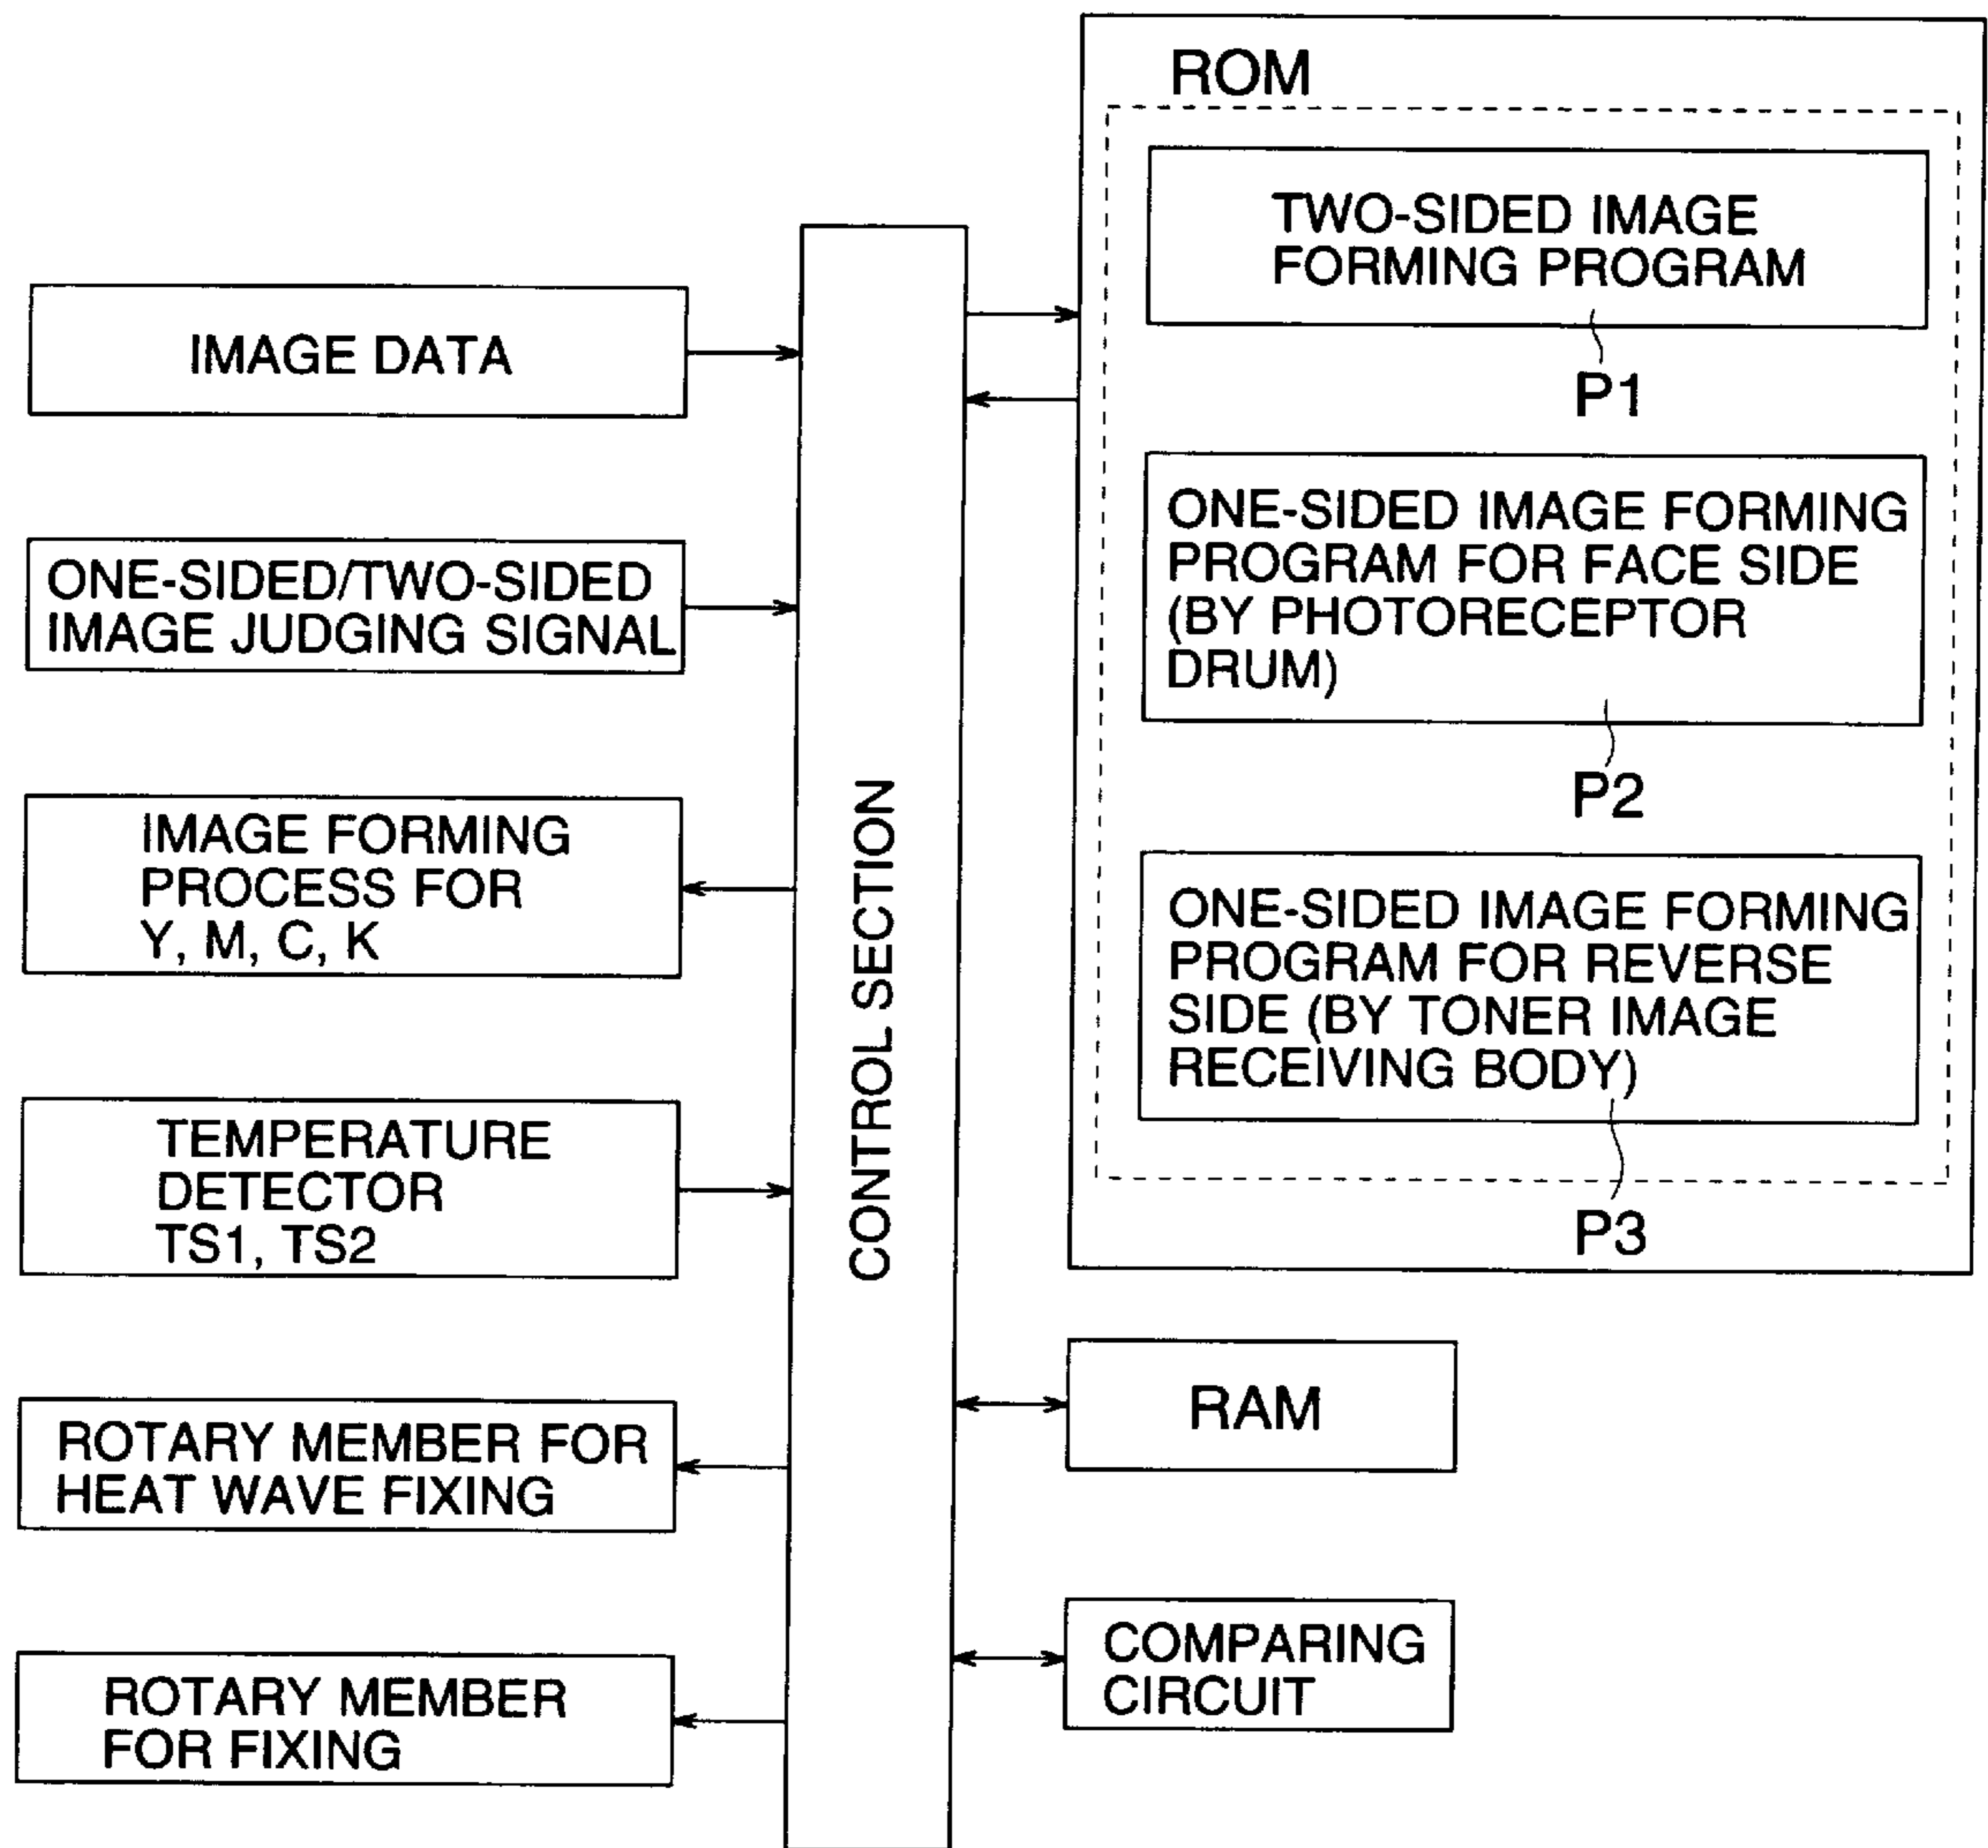 ROM
TWO-SIDED IMAGE
FORMING PROGRAM
P1
ONE-SIDED IMAGE FORMING
PROGRAM FOR FACE SIDE
(BY PHOTORECEPTOR
DRUM)
P2
ONE-SIDED IMAGE FORMING
PROGRAM FOR REVERSE
SIDE (BY TONER IMAGE
RECEIVING BODY)
P3
IMAGE DATA
ONE-SIDED/TWO-SIDED
IMAGE JUDGING SIGNAL
IMAGE FORMING
PROCESS FOR
Y, M, C, K
TEMPERATURE
DETECTOR
TS1, TS2
ROTARY MEMBER FOR
HEAT WAVE FIXING
ROTARY MEMBER
FOR FIXING
CONTROL SECTION
RAM
COMPARING
CIRCUIT